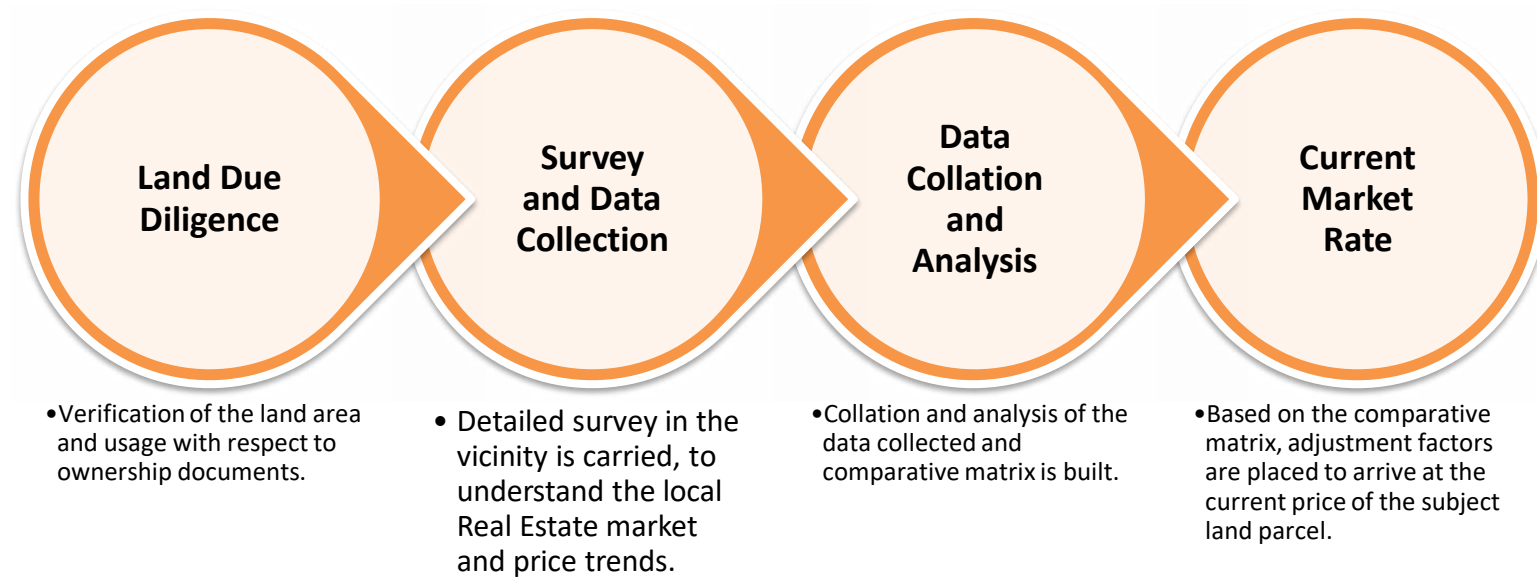 Land Due
Diligence
•Verification of the land area
and usage with respect to
ownership documents.
Survey
and Data
Collection
• Detailed survey in the
vicinity is carried, to
understand the local
Real Estate market
and price trends.
Data
Collation
and
Analysis
•Collation and analysis of the
data collected and
comparative matrix is built.
Current
Market
Rate
•Based on the comparative
matrix, adjustment factors
are placed to arrive at the
current price of the subject
land parcel.